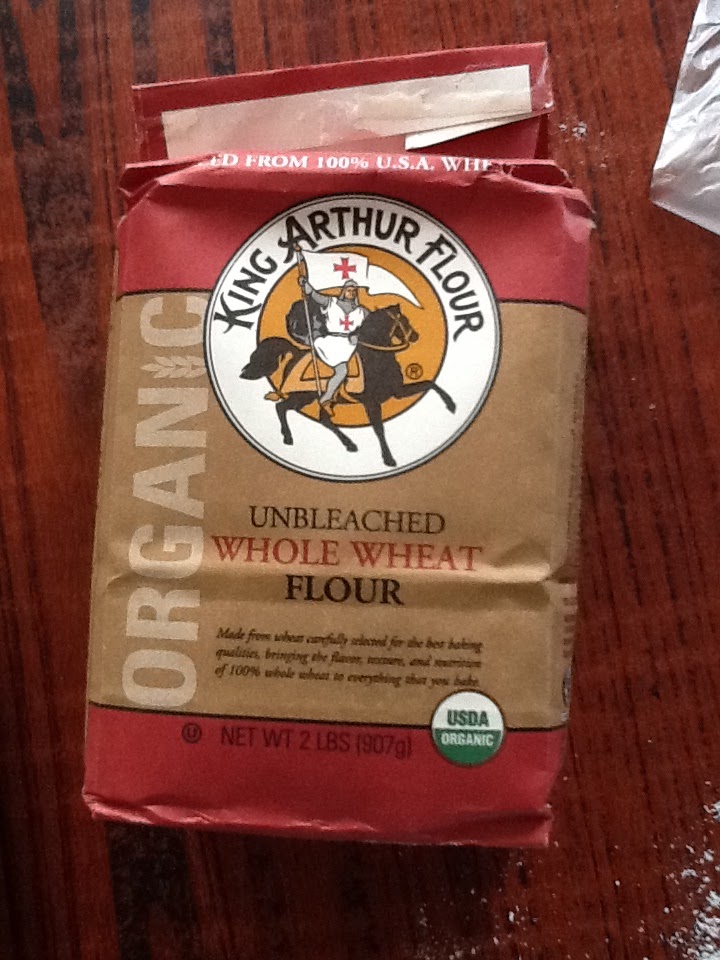 ED FROM 100% U.S.A. WHE
KING ARTHUR FLOUR
®
ORGANIC
UNBLEACHED
WHOLE WHEAT
FLOUR
Made from wheat carefully selected for the best baking
qualities, bringing the flavor, texture, and nutrition
of 100% whole wheat to everything that you bake.
USDA
ORGANIC
U NET WT 2 LBS (907g)